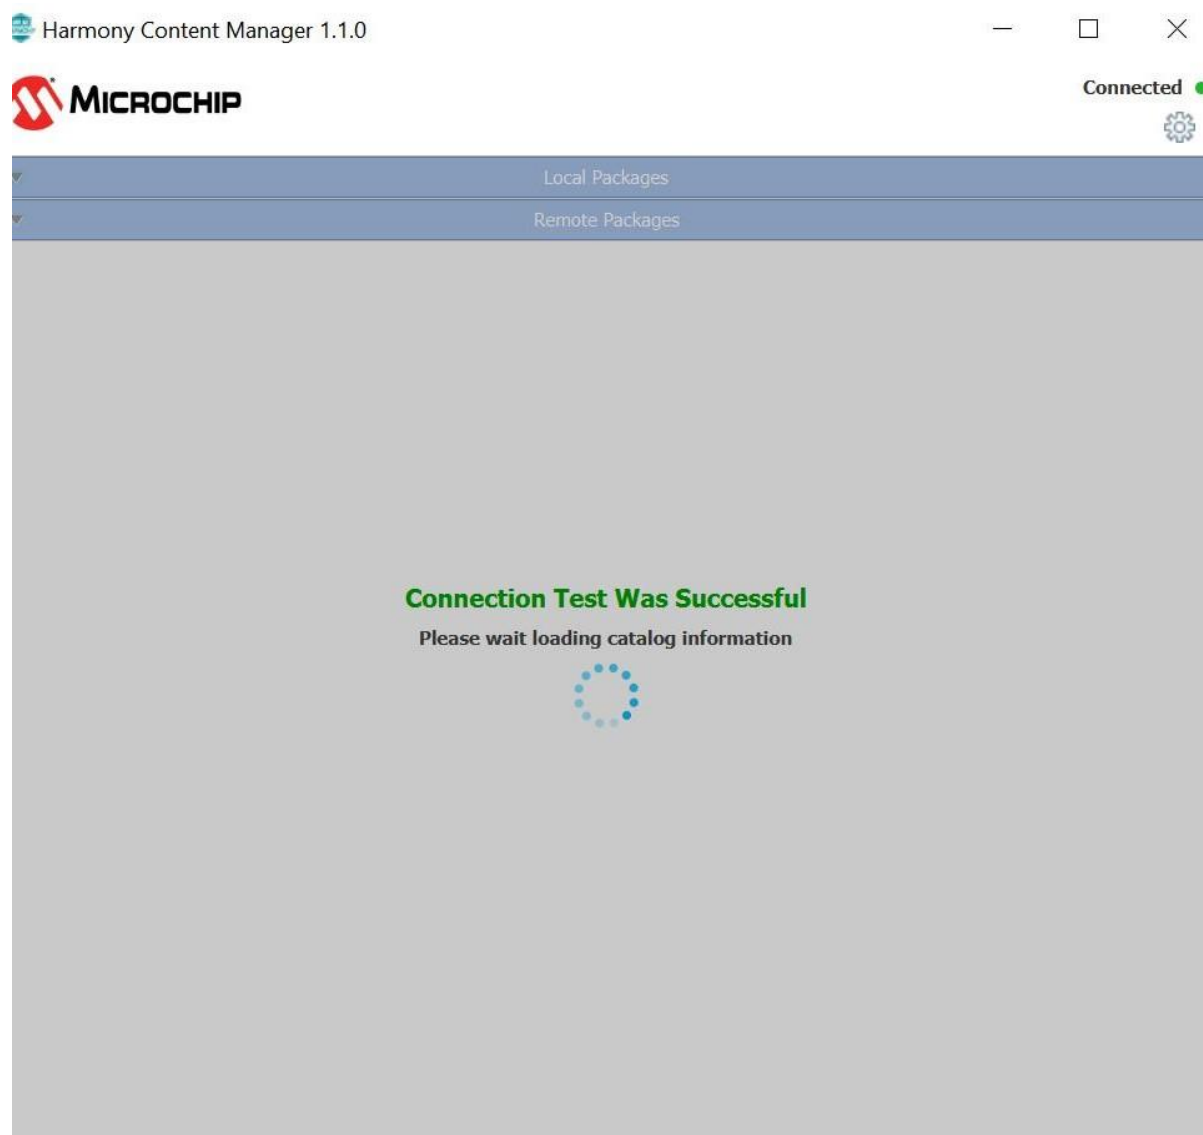 Harmony Content Manager 1.1.0
MICROCHIP
Connected
Local Packages
Remote Packages
Connection Test Was Successful
Please wait loading catalog information